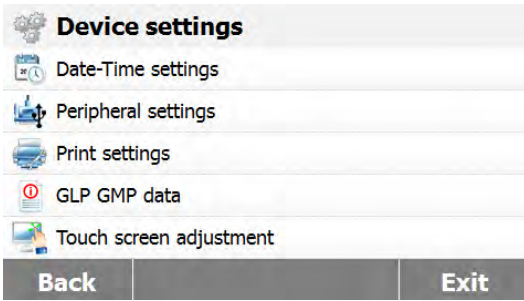 Device settings
Date-Time settings
Peripheral settings
Print settings
GLP GMP data
Touch screen adjustment
Back Exit